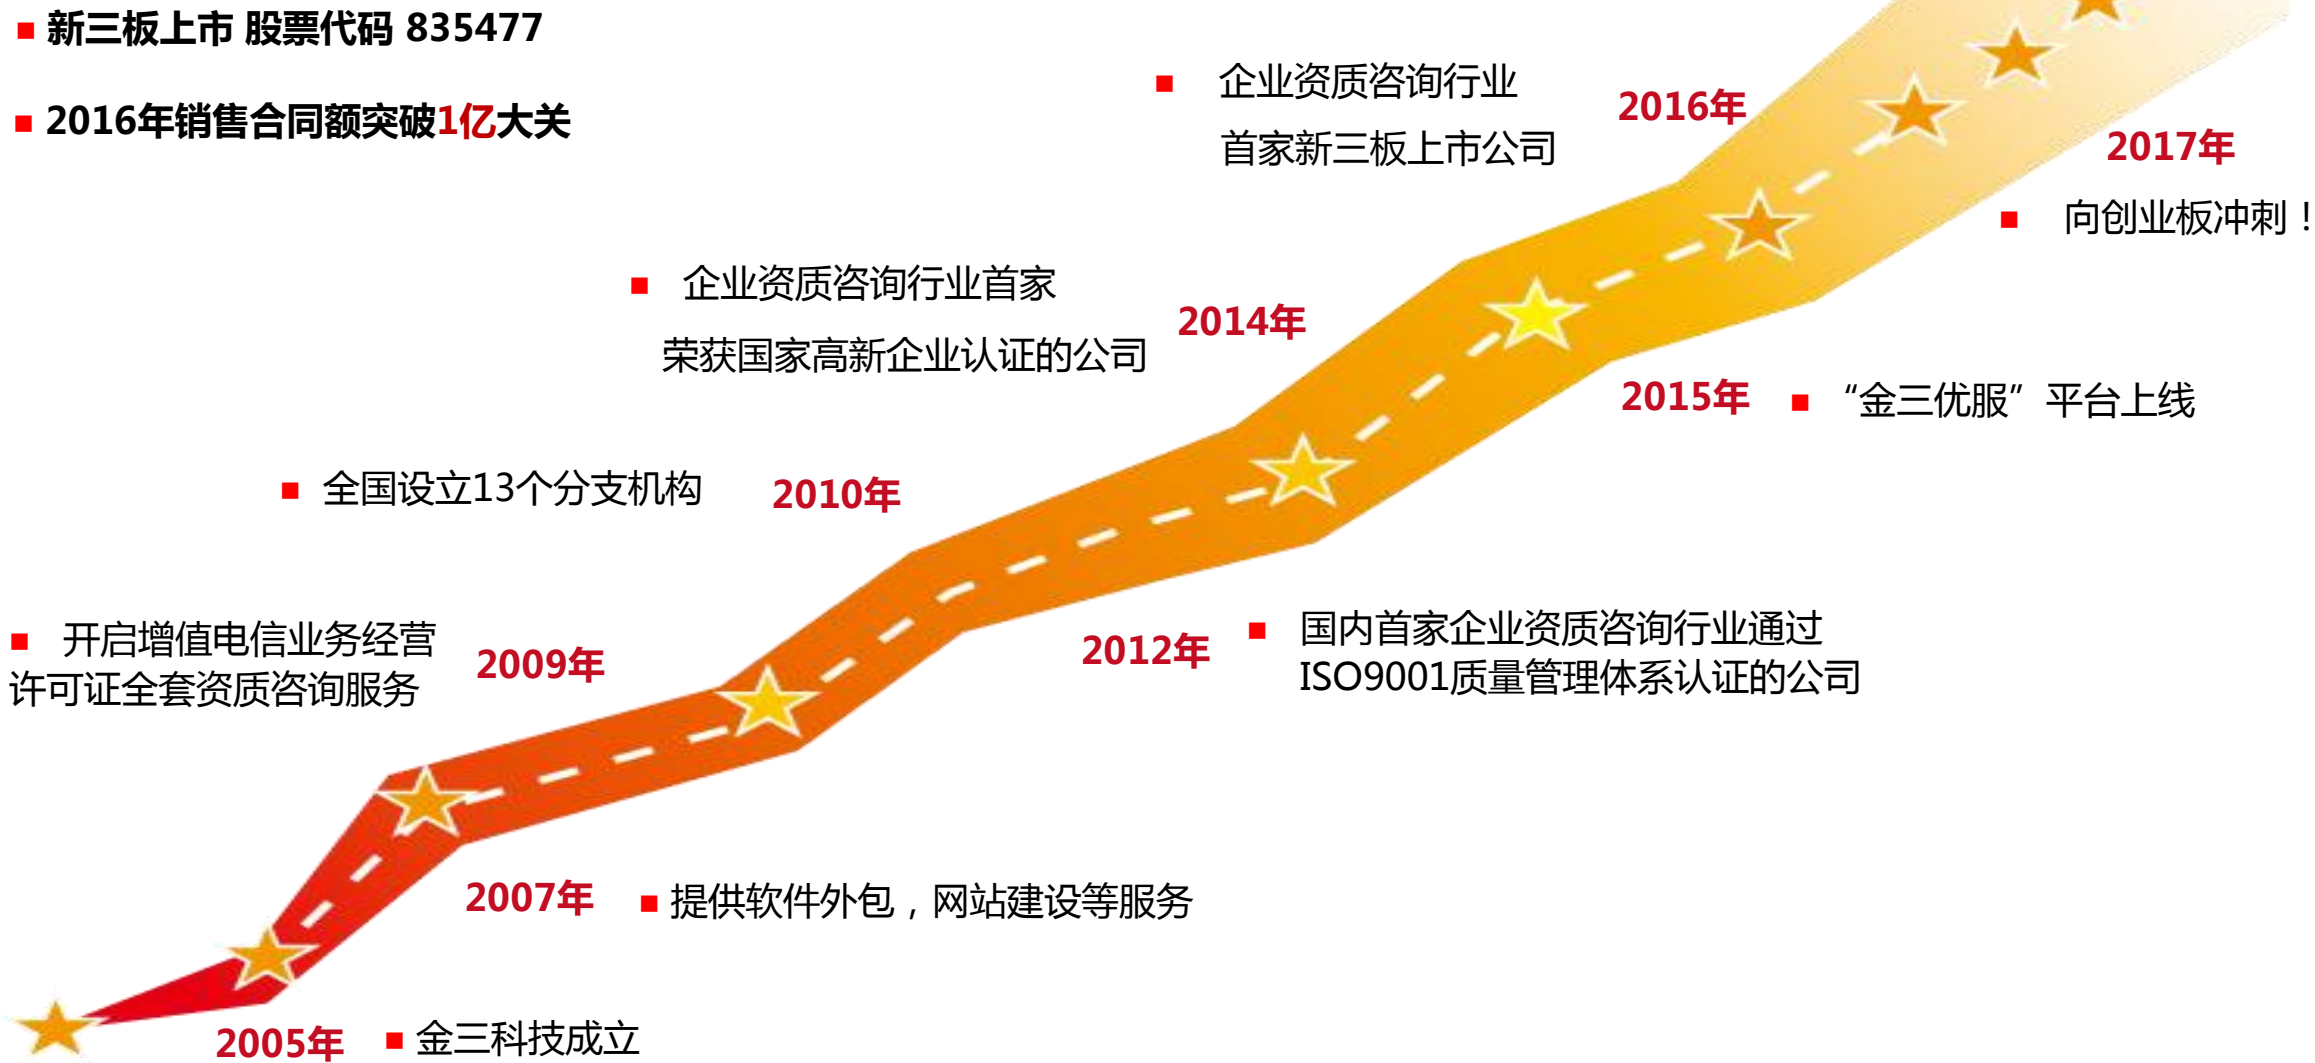 新三板上市 股票代码 835477
2016年销售合同额突破1亿大关
企业资质咨询行业
首家新三板上市公司
2016年
2017年
向创业板冲刺！
企业资质咨询行业首家
荣获国家高新企业认证的公司
2014年
2015年
“金三优服”平台上线
全国设立13个分支机构
2010年
开启增值电信业务经营
许可证全套资质咨询服务
2009年
2012年
国内首家企业资质咨询行业通过
ISO9001质量管理体系认证的公司
2007年
提供软件外包，网站建设等服务
2005年
金三科技成立